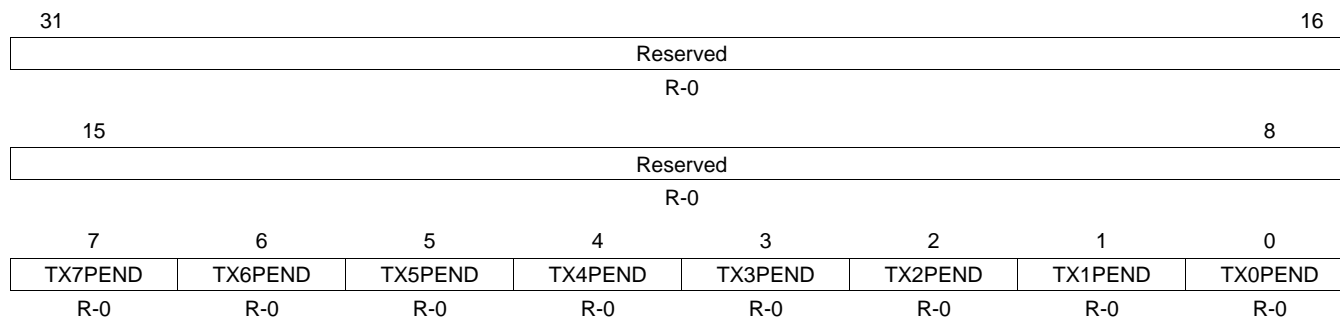 31 16
Reserved
R-0
15 8
Reserved
R-0
7 6 5 4 3 2 1 0
TX7PEND TX6PEND TX5PEND TX4PEND TX3PEND TX2PEND TX1PEND TX0PEND
R-0 R-0 R-0 R-0 R-0 R-0 R-0 R-0